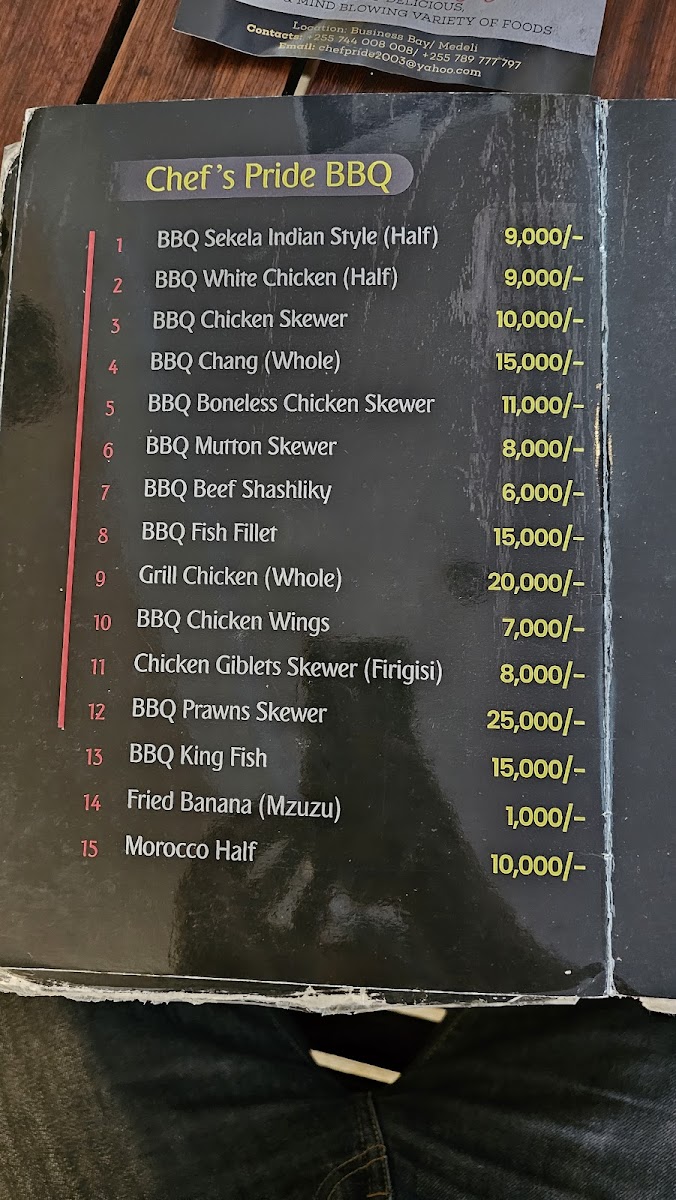 DELICIOUS,
& MIND BLOWING VARIETY OF FOODS
Location: Business Bay/ Medeli
Contacts: +255 744 008 008/ +255 789 777 797
Email: chefpride2003@yahoo.com
Chef's Pride BBQ
1 BBQ Sekela Indian Style (Half) 9,000/-
2 BBQ White Chicken (Half) 9,000/-
3 BBQ Chicken Skewer 10,000/-
4 BBQ Chang (Whole) 15,000/-
5 BBQ Boneless Chicken Skewer 11,000/-
6 BBQ Mutton Skewer 8,000/-
7 BBQ Beef Shashliky 6,000/-
8 BBQ Fish Fillet 15,000/-
9 Grill Chicken (Whole) 20,000/-
10 BBQ Chicken Wings 7,000/-
11 Chicken Giblets Skewer (Firigisi) 8,000/-
12 BBQ Prawns Skewer 25,000/-
13 BBQ King Fish 15,000/-
14 Fried Banana (Mzuzu) 1,000/-
15 Morocco Half 10,000/-